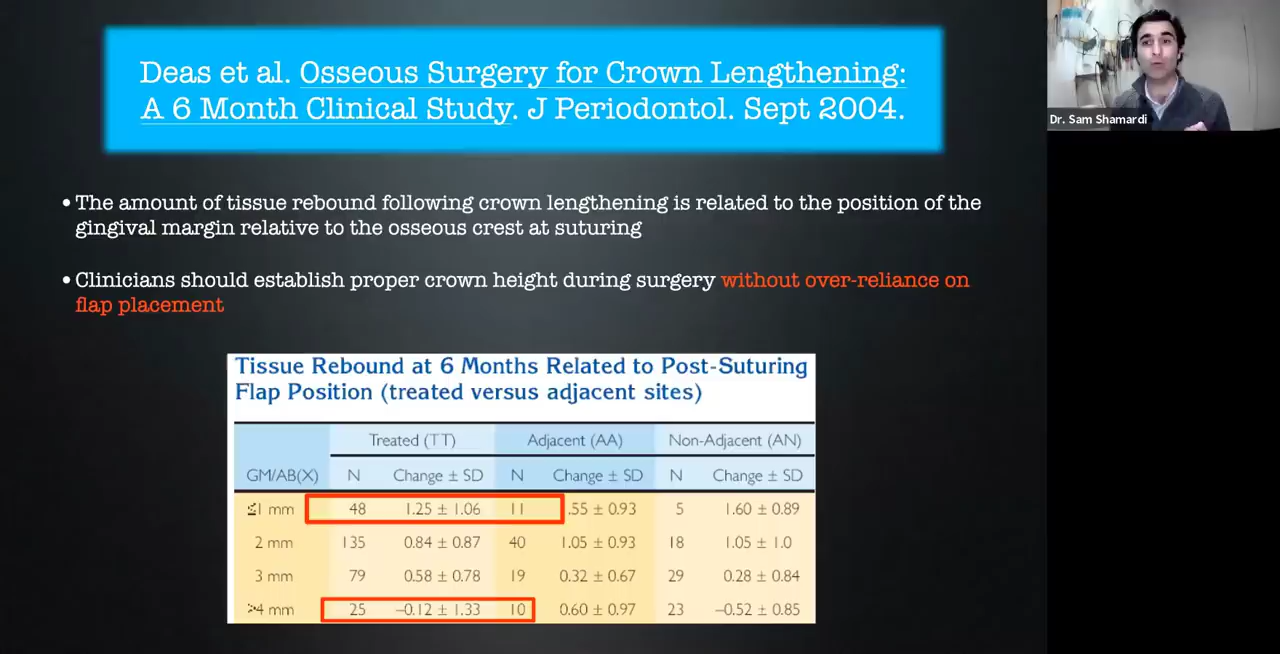 Deas et al. Osseous Surgery for Crown Lengthening:
A 6 Month Clinical Study. J Periodontol. Sept 2004.
Dr. Sam Shamardi
• The amount of tissue rebound following crown lengthening is related to the position of the
gingival margin relative to the osseous crest at suturing
• Clinicians should establish proper crown height during surgery without over-reliance on
flap placement
Tissue Rebound at 6 Months Related to Post-Suturing
Flap Position (treated versus adjacent sites)
Treated (TT) Adjacent (AA) Non-Adjacent (AN)
GM/AB(X) N Change ± SD N Change ± SD N Change ± SD
≤1 mm 48 1.25 ± 1.06 11 .55 ± 0.93 5 1.60 ± 0.89
2 mm 135 0.84 ± 0.87 40 1.05 ± 0.93 18 1.05 ± 1.0
3 mm 79 0.58 ± 0.78 19 0.32 ± 0.67 29 0.28 ± 0.84
≥4 mm 25 –0.12 ± 1.33 10 0.60 ± 0.97 23 –0.52 ± 0.85